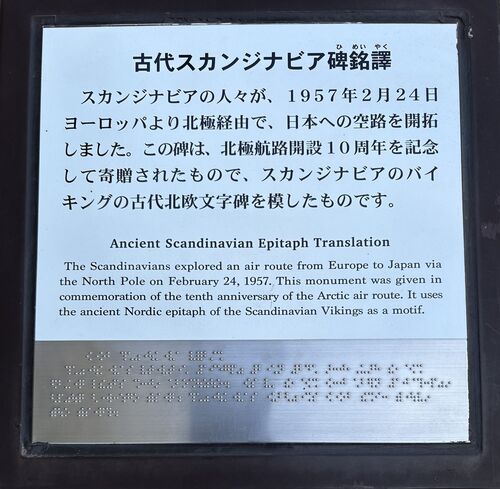 ひ めい やく
古代スカンジナビア碑銘譯
スカンジナビアの人々が、1957年2月24日
ヨーロッパより北極経由で、日本への空路を開拓
しました。この碑は、北極航路開設10周年を記念
して寄贈されたもので、スカンジナビアのバイ
キングの古代北欧文字碑を模したものです。
Ancient Scandinavian Epitaph Translation
The Scandinavians explored an air route from Europe to Japan via
the North Pole on February 24, 1957. This monument was given in
commemoration of the tenth anniversary of the Arctic air route. It uses
the ancient Nordic epitaph of the Scandinavian Vikings as a motif.